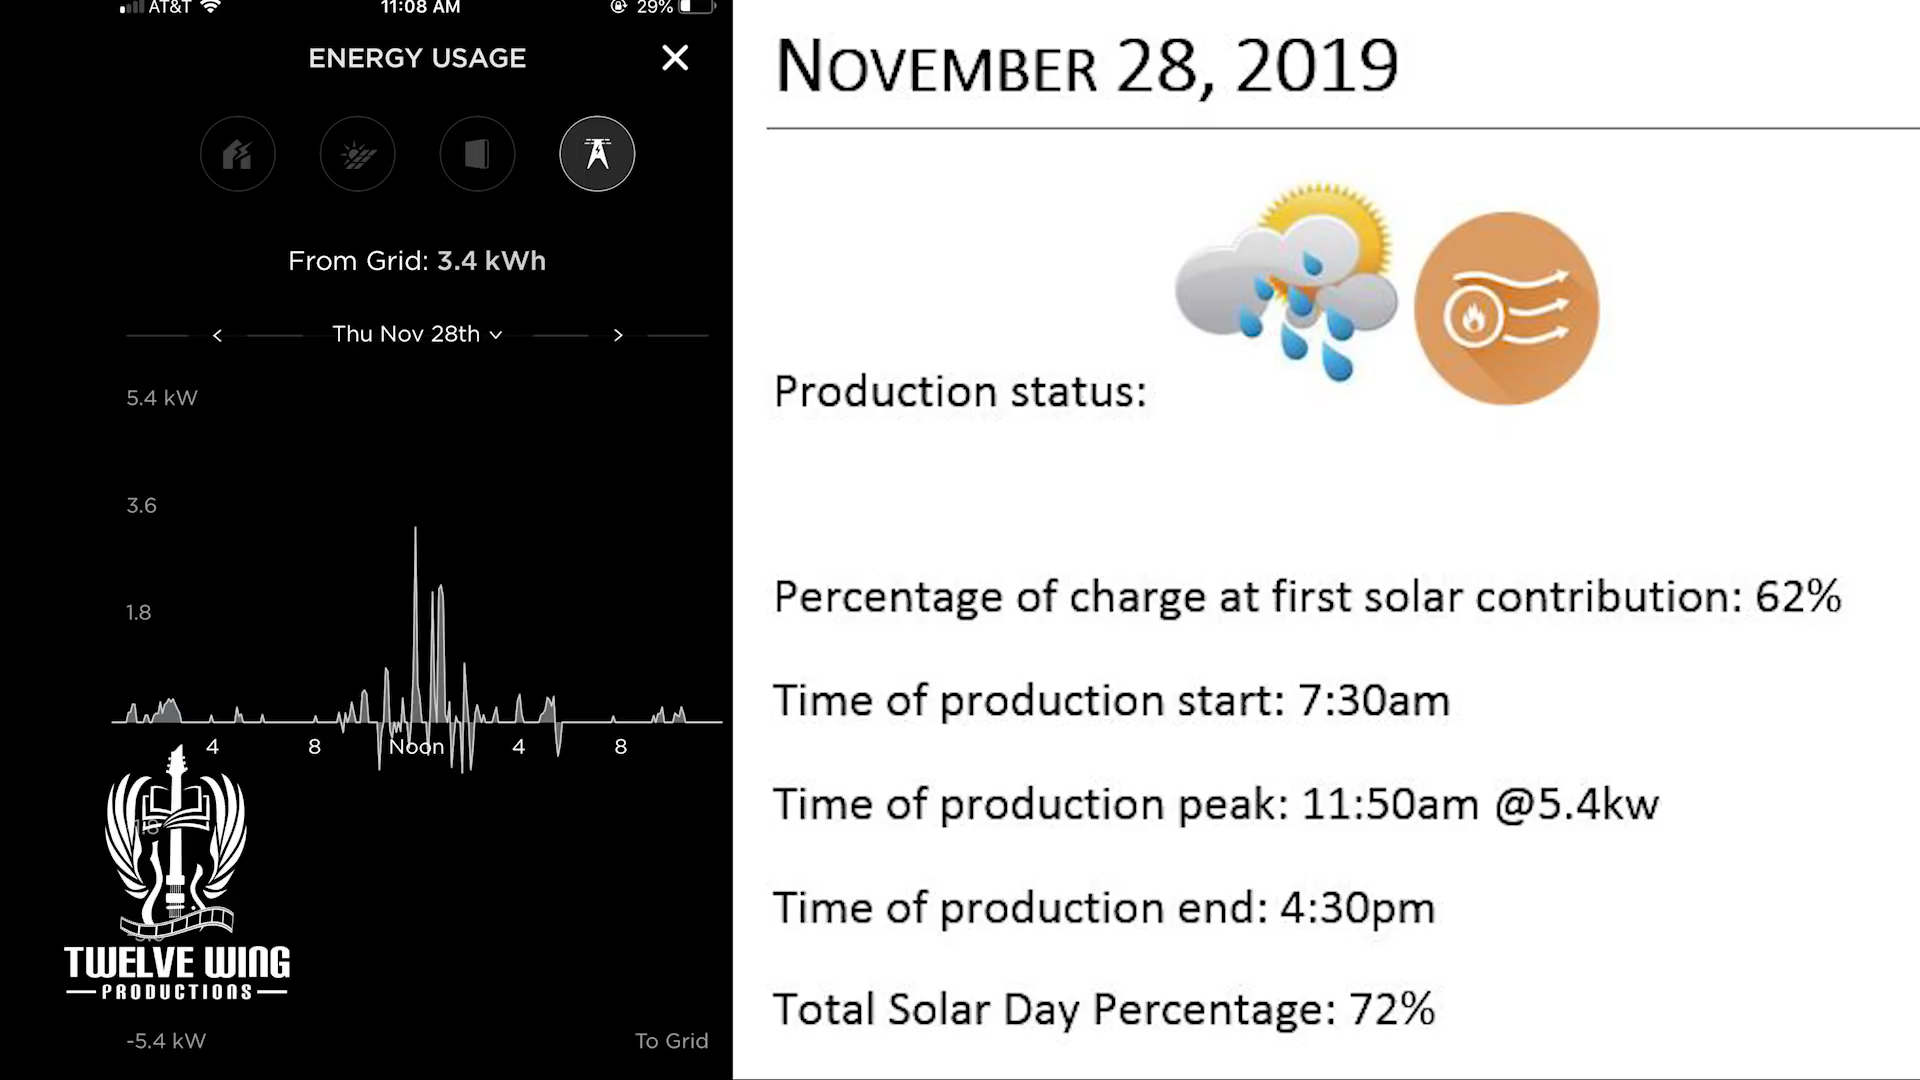 AT&T
11:08 AM
29%
ENERGY USAGE
From Grid: 3.4 kWh
Thu Nov 28th
5.4 kW
3.6
1.8
4
8
Noon
4
8
TWELVE WING
PRODUCTIONS
-5.4 kW
To Grid
NOVEMBER 28, 2019
Production status:
Percentage of charge at first solar contribution: 62%
Time of production start: 7:30am
Time of production peak: 11:50am @5.4kw
Time of production end: 4:30pm
Total Solar Day Percentage: 72%